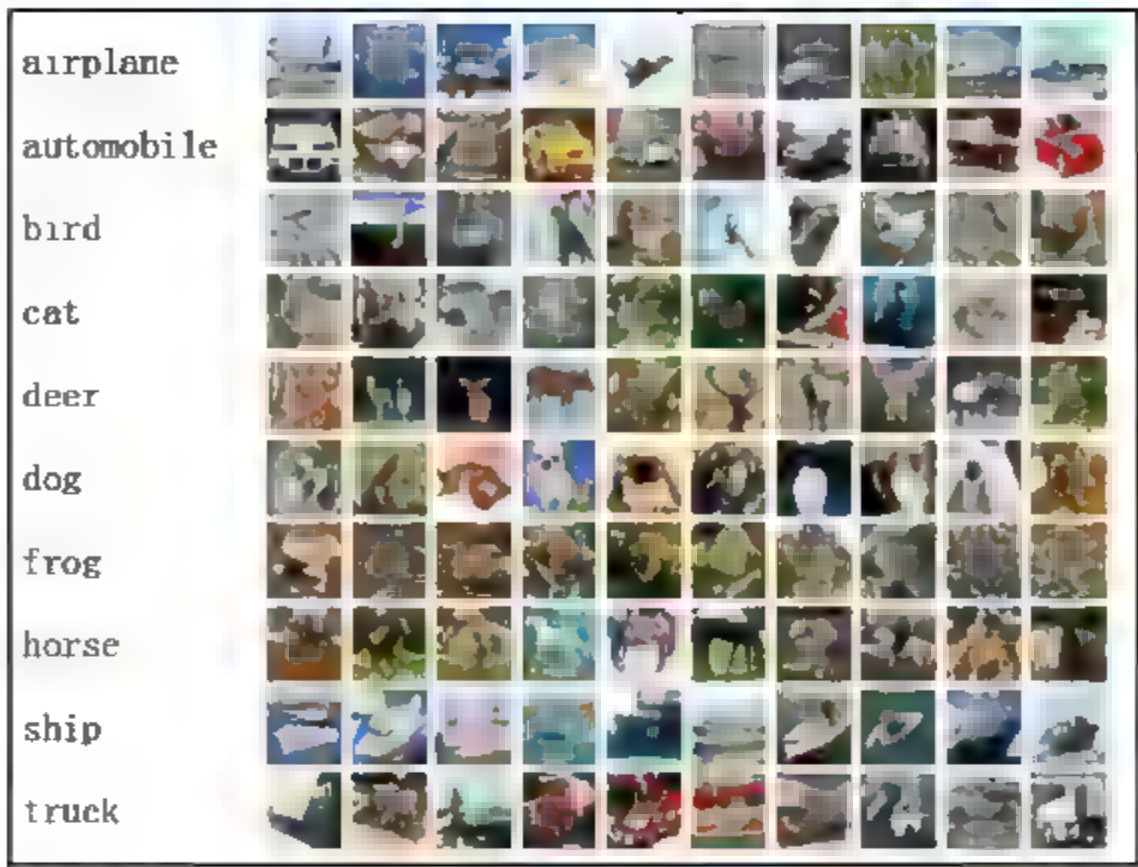 airplane
automobile
bird
cat
deer
dog
frog
horse
ship
truck